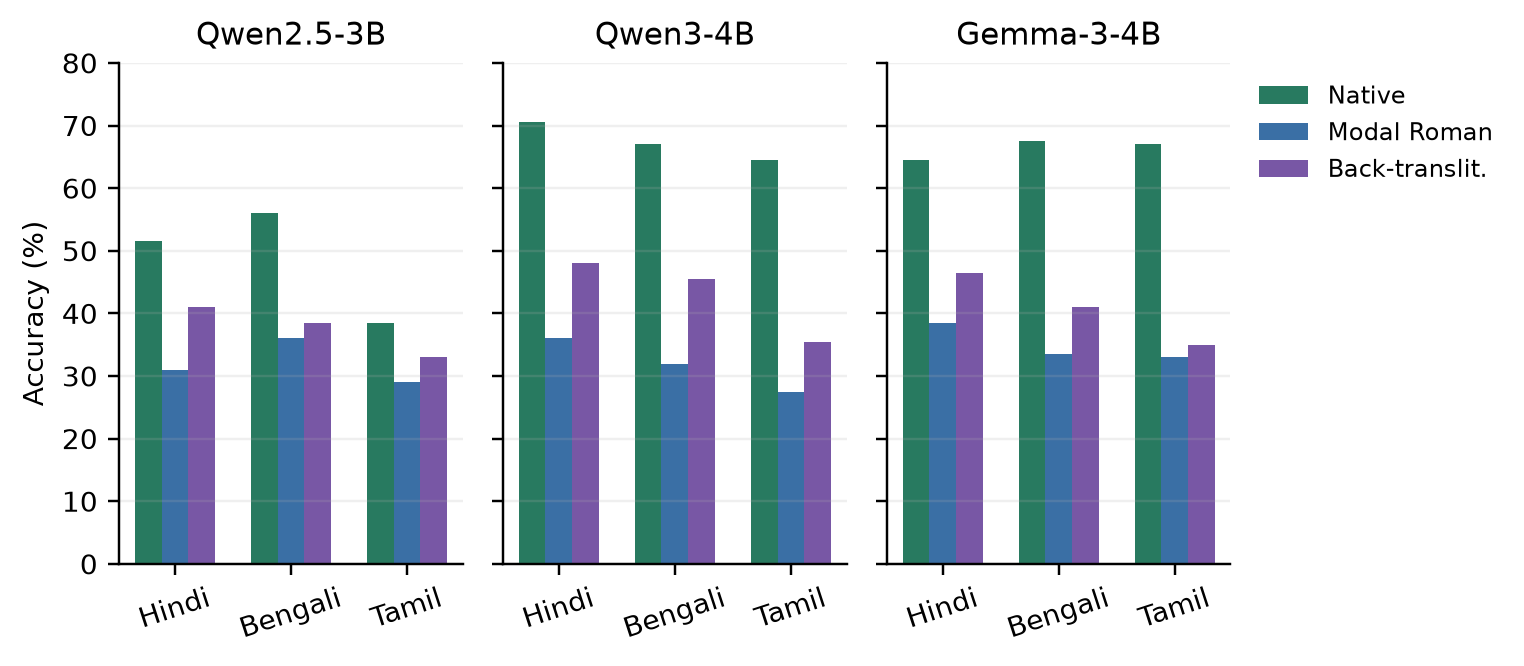 Qwen2.5-3B
Qwen3-4B
Gemma-3-4B
Native
Modal Roman
Back-translit.
Accuracy (%)
80
70
60
50
40
30
20
10
0
Hindi Bengali Tamil
Hindi Bengali Tamil
Hindi Bengali Tamil